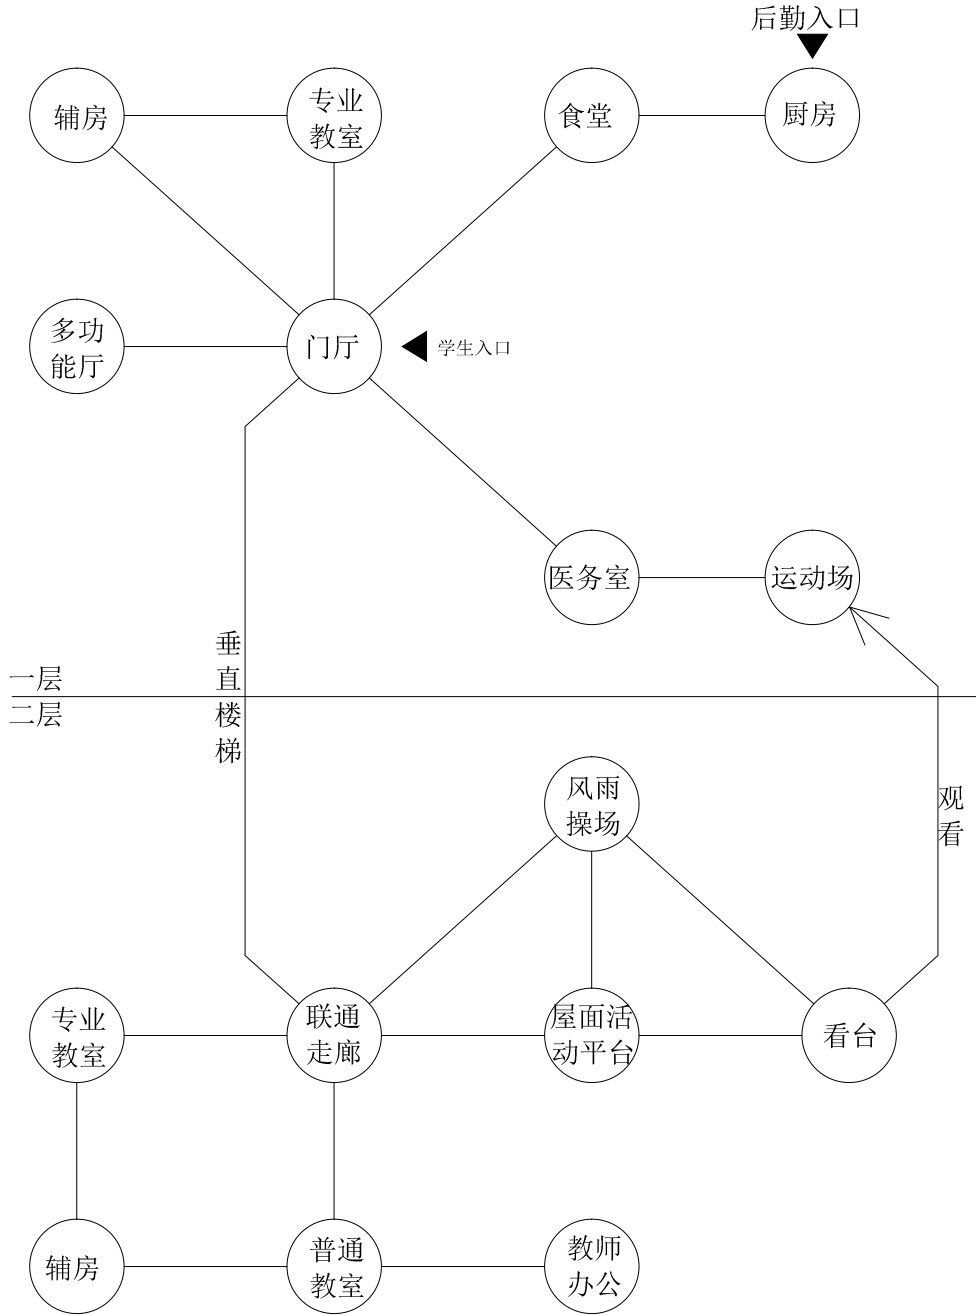 后勤入口
辅房
专业
教室
食堂
厨房
多功
能厅
门厅
学生入口
医务室
运动场
垂
直
楼
梯
一层
二层
风雨
操场
观
看
专业
教室
联通
走廊
屋面活
动平台
看台
辅房
普通
教室
教师
办公